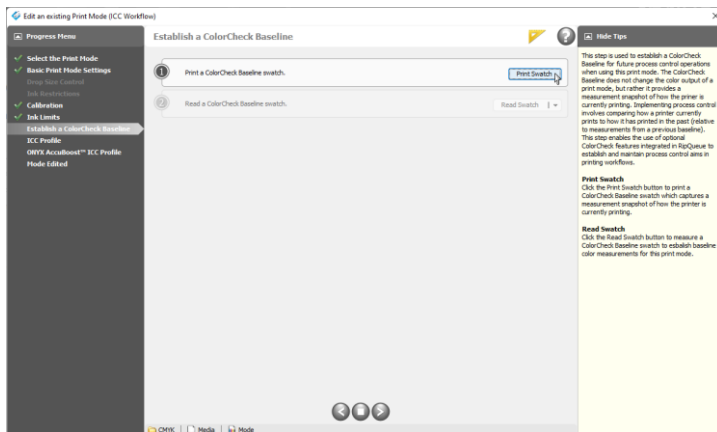 Edit an existing Print Mode (ICC Workflow)
Progress Menu
Establish a ColorCheck Baseline
Hide Tips
Select the Print Mode
Basic Print Mode Settings
Drop Size Control
Ink Restrictions
Calibration
Ink Limits
Establish a ColorCheck Baseline
ICC Profile
ONYX AccuBoost™ ICC Profile
Mode Edited
1 Print a ColorCheck Baseline swatch. Print Swatch
2 Read a ColorCheck Baseline swatch. Read Swatch
This step is used to establish a ColorCheck
Baseline for future process control operations
when using this print mode. The ColorCheck
Baseline does not change the color output of a
print mode, but rather it provides a
measurement snapshot of how the priner is
currently printing. Implementing process control
involves comparing how a printer currently
prints to how it has printed in the past (relative
to measurements from a previous baseline).
This step enables the use of optional
ColorCheck features integrated in RipQueue to
establish and maintain process control aims in
printing workflows.
Print Swatch
Click the Print Swatch button to print a
ColorCheck Baseline swatch which captures a
measurement snapshot of how the printer is
currently printing.
Read Swatch
Click the Read Swatch button to measure a
ColorCheck Baseline swatch to esbalish baseline
color measurements for this print mode.
CMYK Media Mode